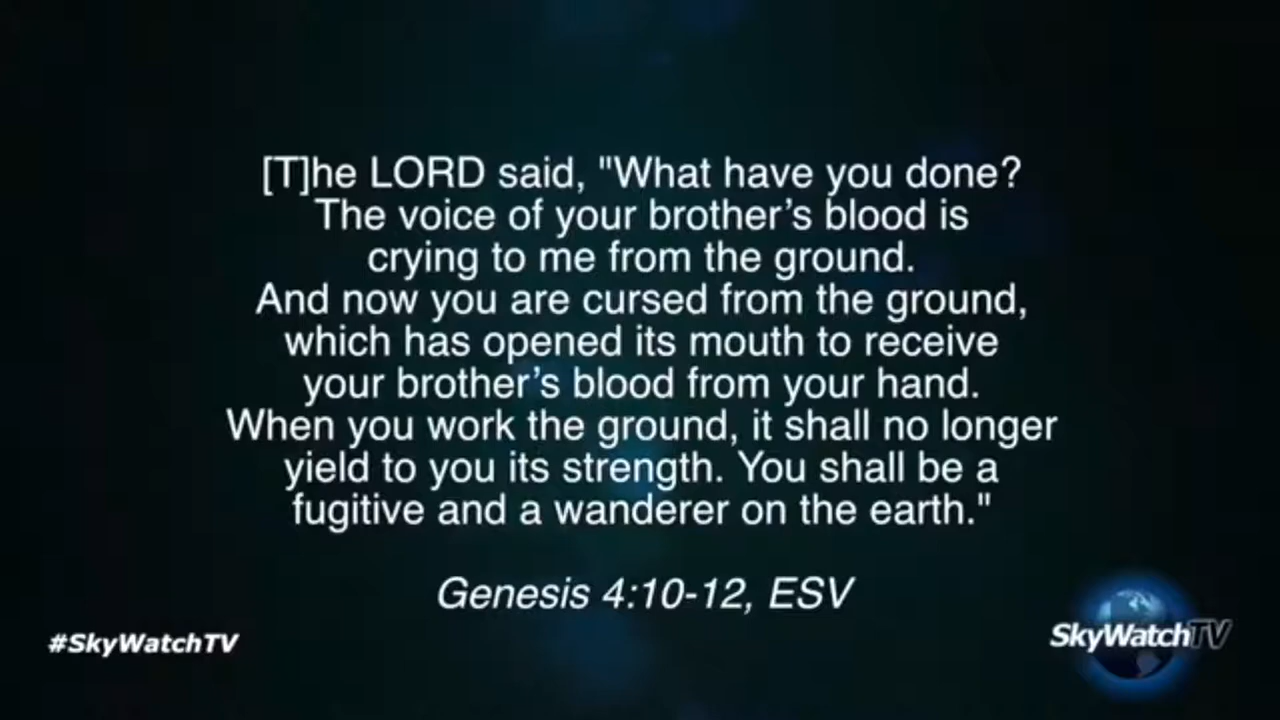 [T]he LORD said, "What have you done?
The voice of your brother’s blood is
crying to me from the ground.
And now you are cursed from the ground,
which has opened its mouth to receive
your brother’s blood from your hand.
When you work the ground, it shall no longer
yield to you its strength. You shall be a
fugitive and a wanderer on the earth."
Genesis 4:10-12, ESV
#SkyWatchTV
SkyWatchTV